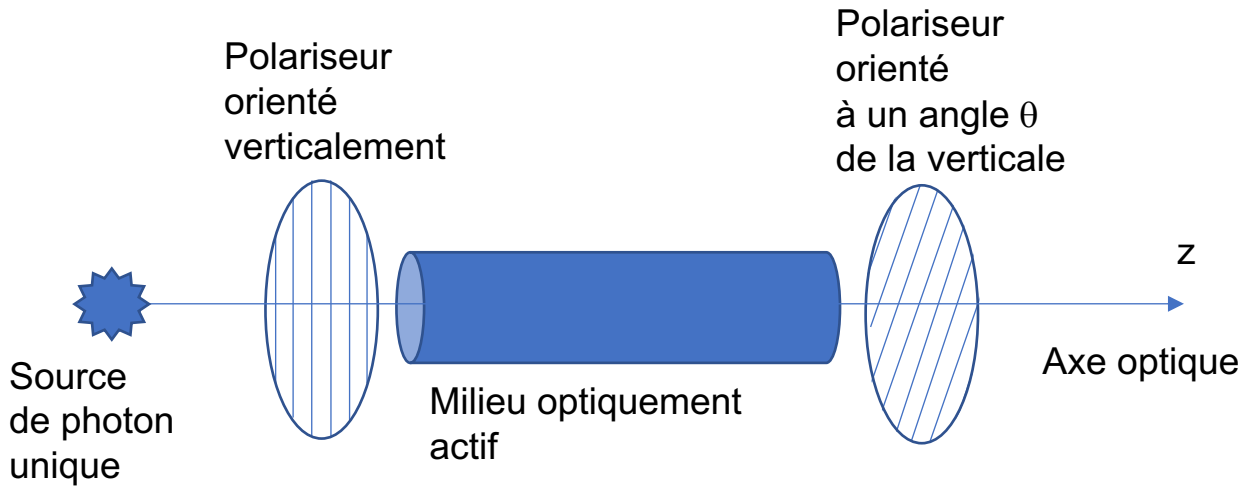 Polariseur
orienté
verticalement
Polariseur
orienté
à un angle θ
de la verticale
z
Source
de photon
unique
Milieu optiquement
actif
Axe optique